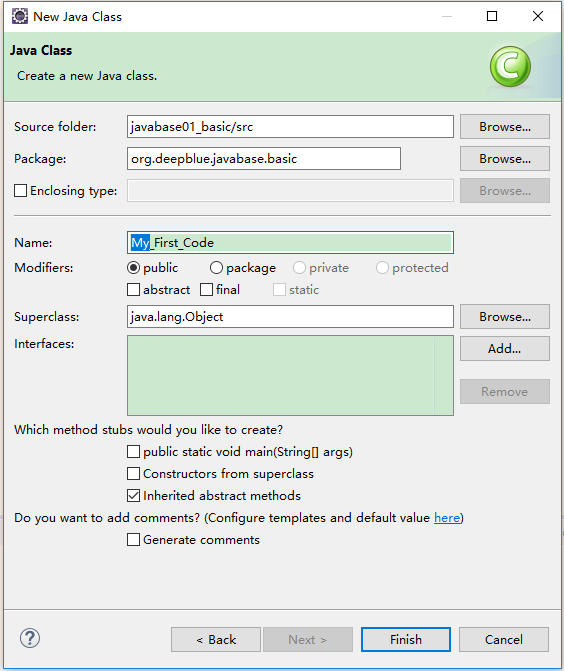 New Java Class
Java Class
Create a new Java class.
Source folder: javabase01_basic/src Browse...
Package: org.deepblue.javabase.basic Browse...
Enclosing type: Browse...
Name: My_First_Code
Modifiers: public package private protected
abstract final static
Superclass: java.lang.Object Browse...
Interfaces: Add...
Remove
Which method stubs would you like to create?
public static void main(String[] args)
Constructors from superclass
Inherited abstract methods
Do you want to add comments? (Configure templates and default value here)
Generate comments
? < Back Next > Finish Cancel